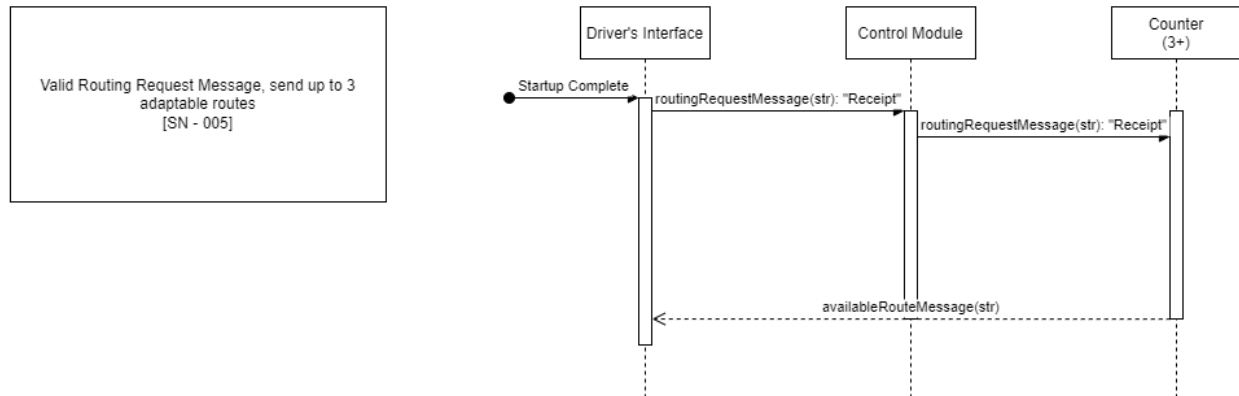 Valid Routing Request Message, send up to 3
adaptable routes
[SN - 005]
Driver's Interface
Control Module
Counter
(3+)
Startup Complete
routingRequestMessage(str): "Receipt"
routingRequestMessage(str): "Receipt"
availableRouteMessage(str)